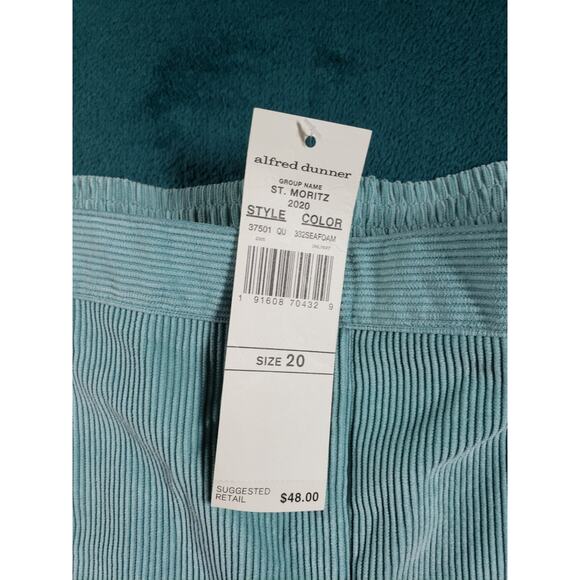 alfred dunner
GROUP NAME
ST. MORITZ
2020
STYLE COLOR
37501 QU 332SEAFOAM
1 91608 70432 9
SIZE 20
SUGGESTED
RETAIL $48.00